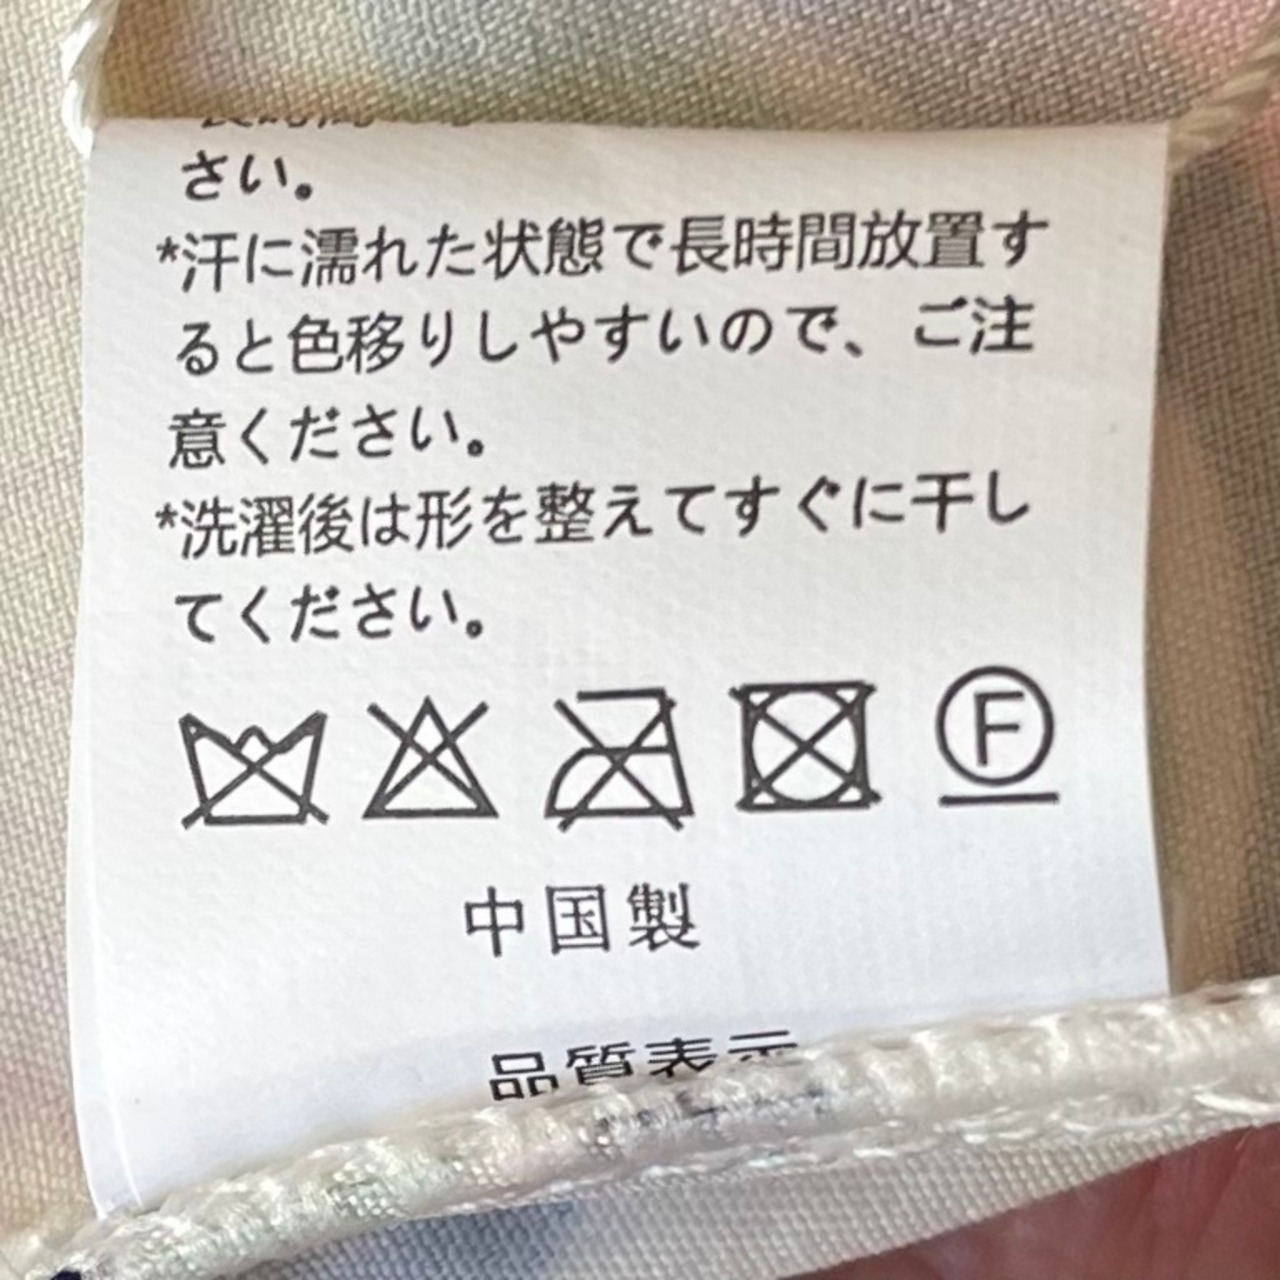 さい。
*汗に濡れた状態で長時間放置す
ると色移りしやすいので、ご注
意ください。
*洗濯後は形を整えてすぐに干し
てください。
F
中国製
品質表示